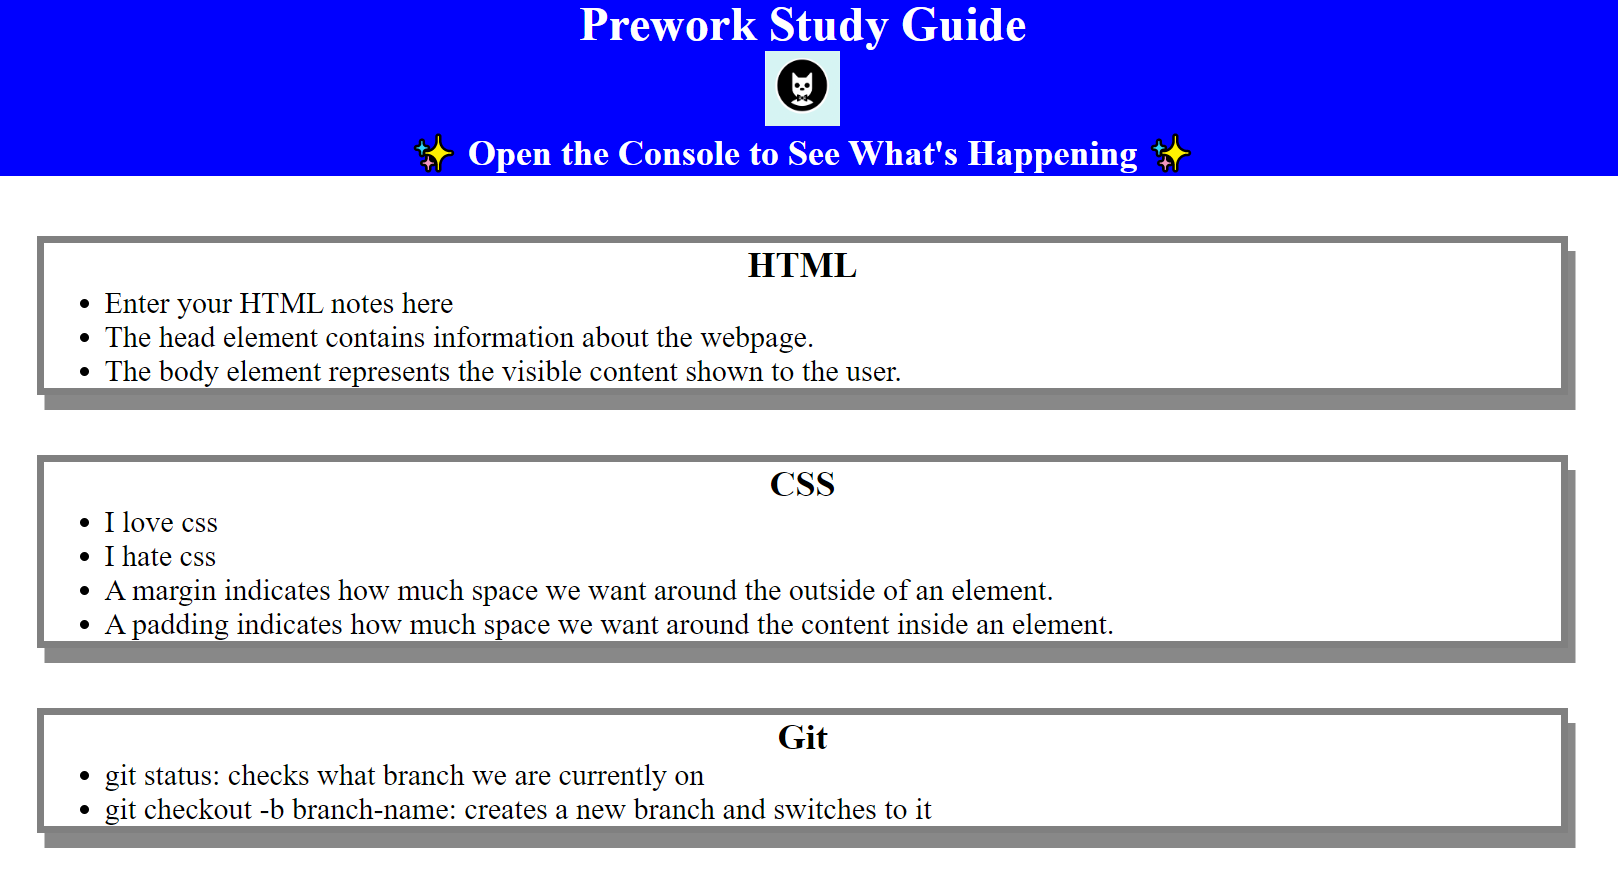 Prework Study Guide
✨ Open the Console to See What's Happening ✨
HTML
• Enter your HTML notes here
• The head element contains information about the webpage.
• The body element represents the visible content shown to the user.
CSS
• I love css
• I hate css
• A margin indicates how much space we want around the outside of an element.
• A padding indicates how much space we want around the content inside an element.
Git
• git status: checks what branch we are currently on
• git checkout -b branch-name: creates a new branch and switches to it